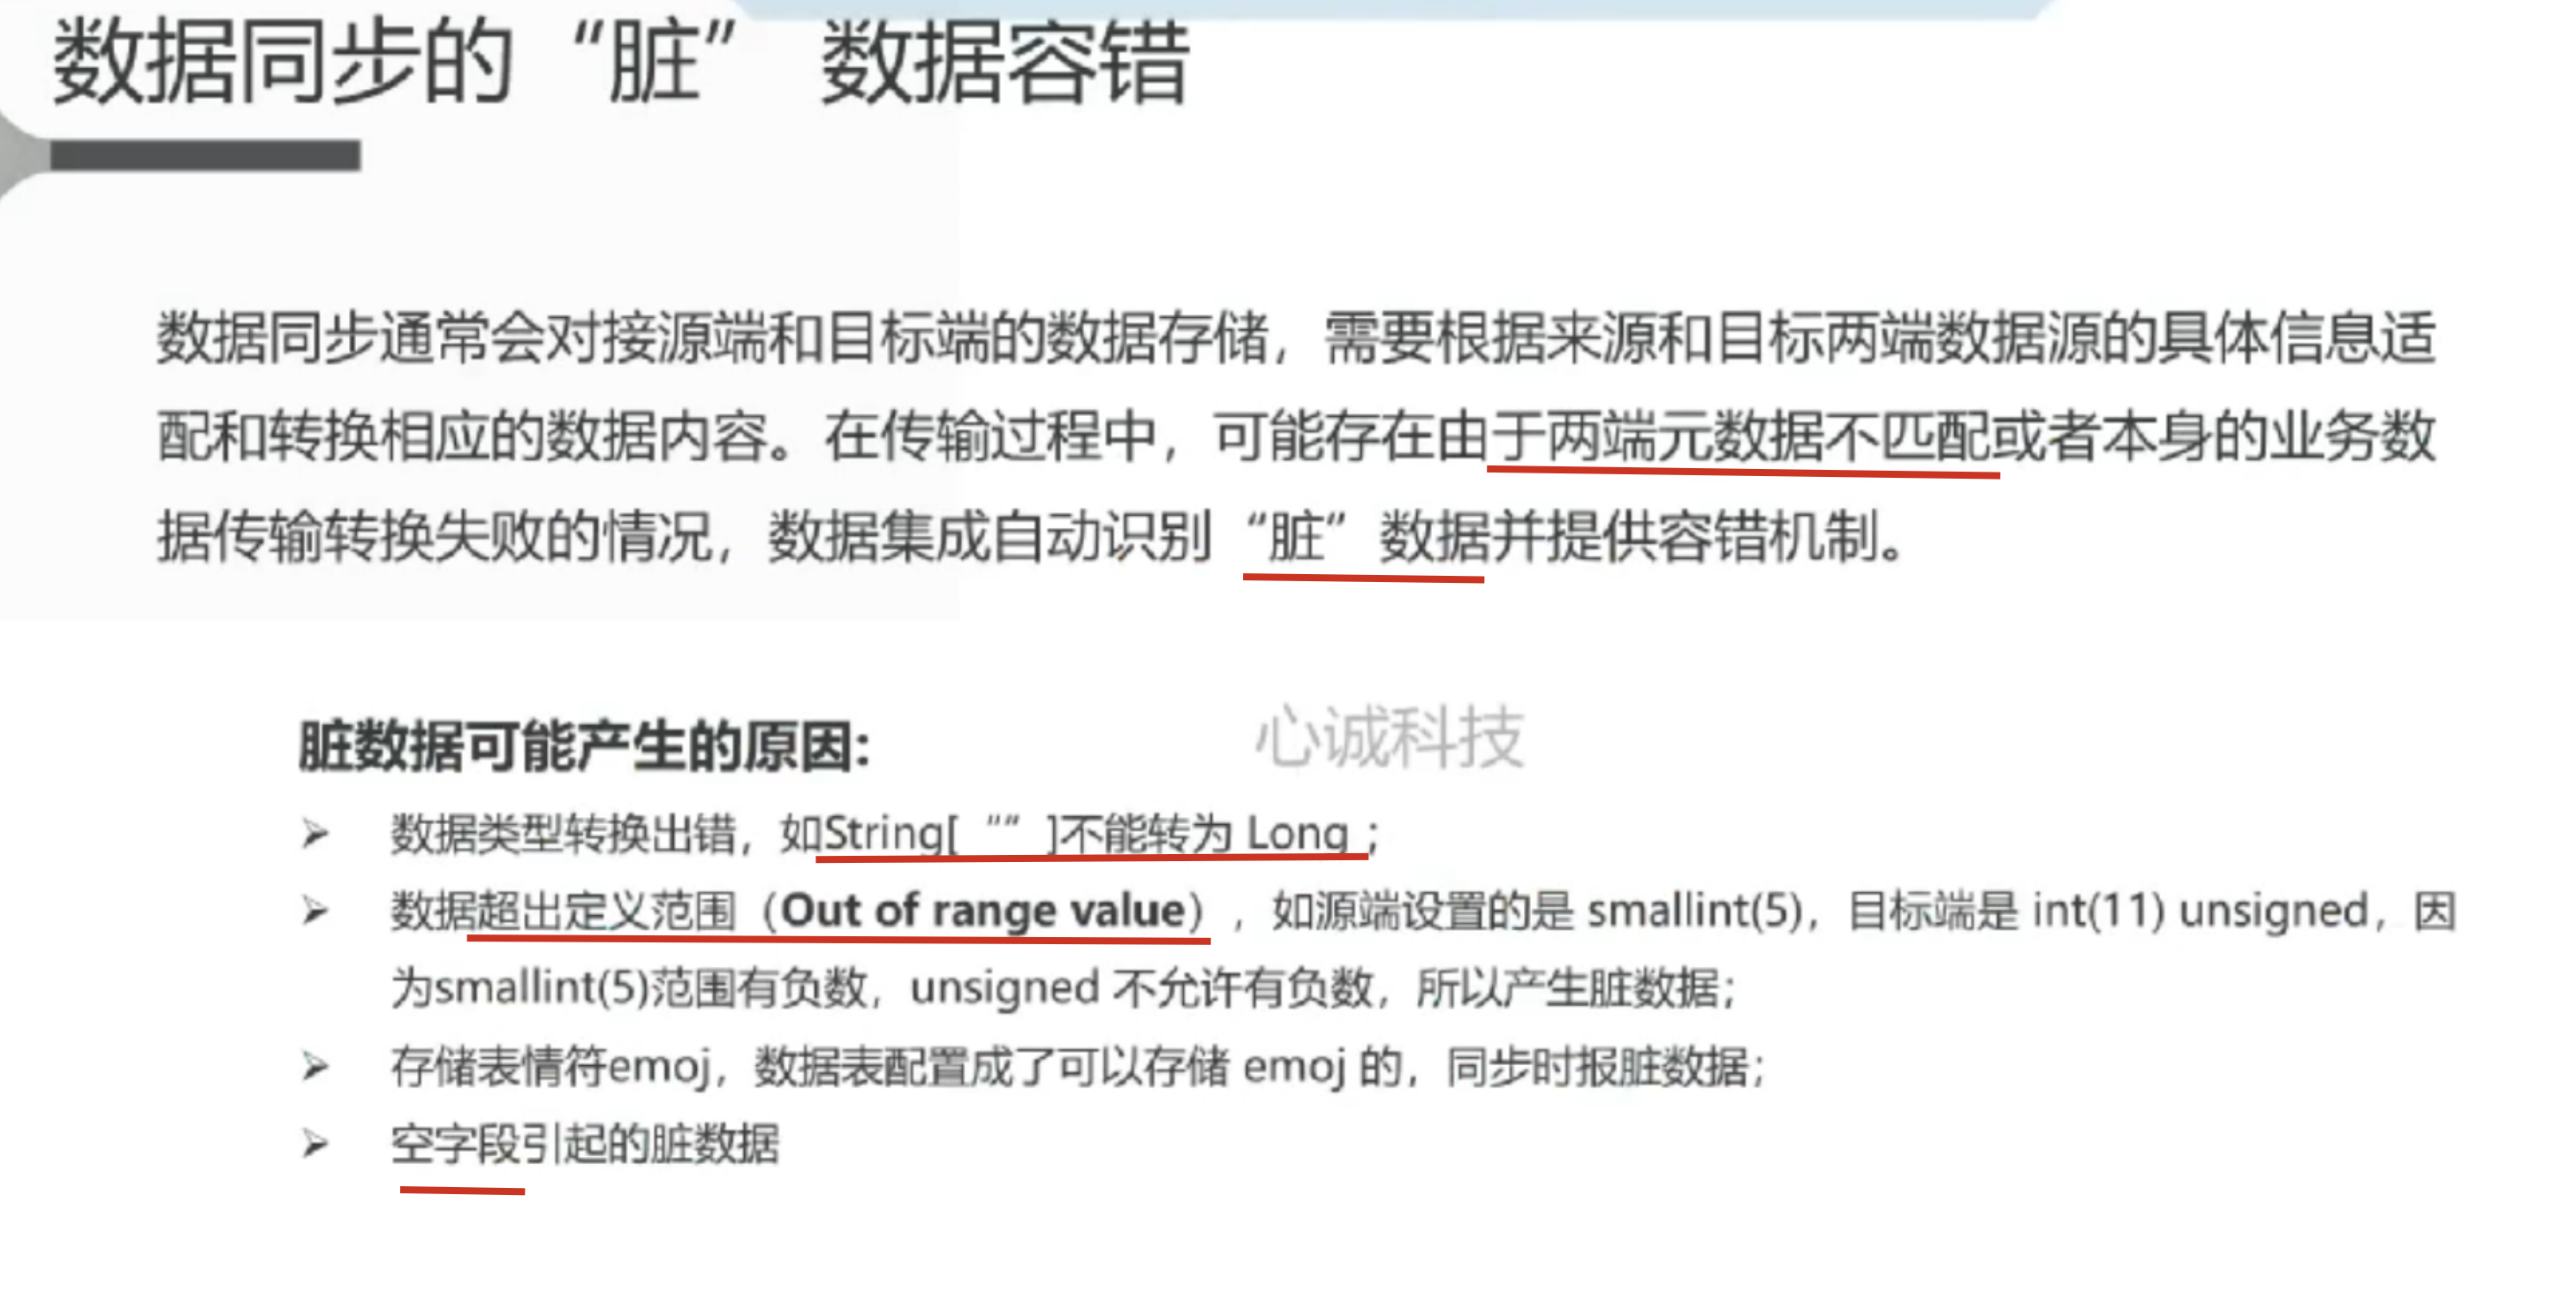 数据同步的“脏” 数据容错
数据同步通常会对接源端和目标端的数据存储，需要根据来源和目标两端数据源的具体信息适
配和转换相应的数据内容。在传输过程中，可能存在由于两端元数据不匹配或者本身的业务数
据传输转换失败的情况，数据集成自动识别“脏” 数据并提供容错机制。
脏数据可能产生的原因:
心诚科技
➢ 数据类型转换出错，如String[ “” ]不能转为 Long ;
➢ 数据超出定义范围（Out of range value），如源端设置的是 smallint(5)，目标端是 int(11) unsigned，因
为smallint(5)范围有负数，unsigned 不允许有负数，所以产生脏数据;
➢ 存储表情符emoj，数据表配置成了可以存储 emoj 的，同步时报脏数据;
➢ 空字段引起的脏数据